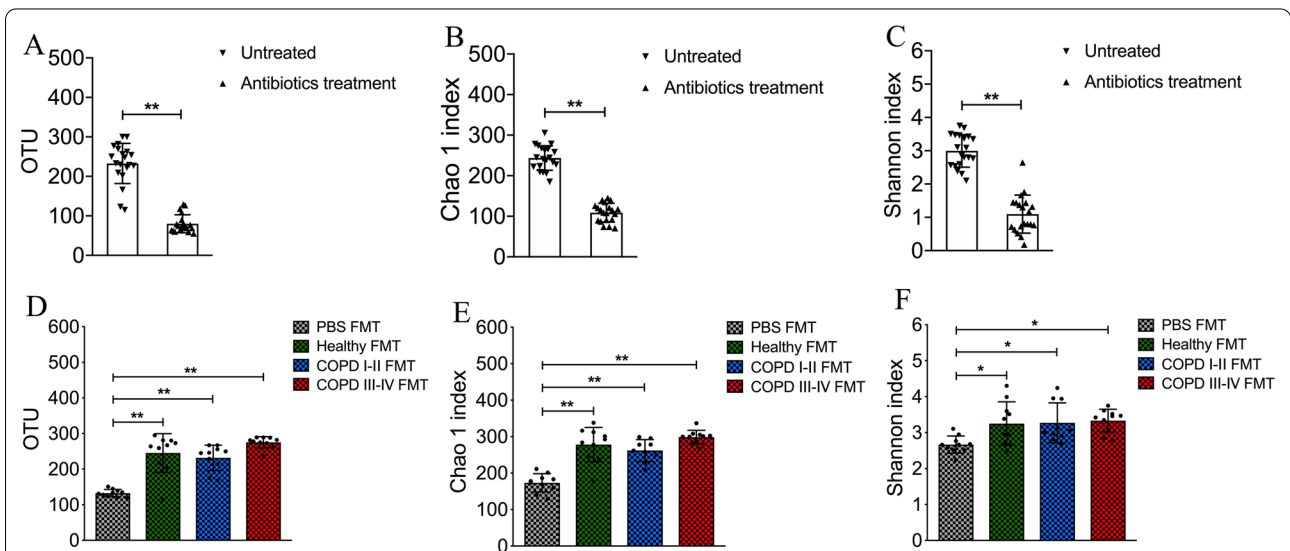 A
OTU
500
400
300
200
100
0
**
Untreated
Antibiotics treatment
B
Chao 1 index
500
400
300
200
100
0
**
Untreated
Antibiotics treatment
C
Shannon index
6
5
4
3
2
1
0
**
Untreated
Antibiotics treatment
D
OTU
600
500
400
300
200
100
0
**
**
**
PBS FMT
Healthy FMT
COPD I-II FMT
COPD III-IV FMT
E
Chao 1 index
600
500
400
300
200
100
0
**
**
**
PBS FMT
Healthy FMT
COPD I-II FMT
COPD III-IV FMT
F
Shannon index
6
5
4
3
2
1
0
*
*
*
PBS FMT
Healthy FMT
COPD I-II FMT
COPD III-IV FMT